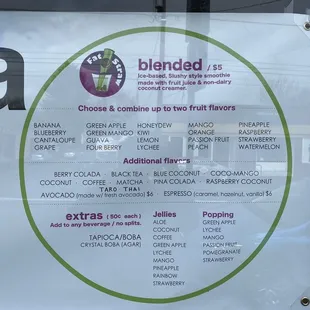 a
Fat Straw
blended / $5
Ice-based, Slushy style smoothie
made with fruit juice & non-dairy
coconut creamer.
Choose & combine up to two fruit flavors
BANANA GREEN APPLE HONEYDEW MANGO PINEAPPLE
BLUEBERRY GREEN MANGO KIWI ORANGE RASPBERRY
CANTALOUPE GUAVA LEMON PASSION FRUIT STRAWBERRY
GRAPE FOUR BERRY LYCHEE PEACH WATERMELON
Additional flavors
BERRY COLADA · BLACK TEA · BLUE COCONUT · COCO-MANGO
COCONUT · COFFEE · MATCHA · PINA COLADA · RASPBERRY COCONUT
TARO THAI
AVOCADO (made w/ fresh avocado) $6 · ESPRESSO (caramel, hazelnut, vanilla) $6
extras ( 50¢ each )
Add to any beverage / no splits.
TAPIOCA/BOBA
CRYSTAL BOBA (AGAR)
Jellies
ALOE
COCONUT
COFFEE
GREEN APPLE
LYCHEE
MANGO
PINEAPPLE
RAINBOW
STRAWBERRY
Popping
GREEN APPLE
LYCHEE
MANGO
PASSION FRUIT
POMEGRANATE
STRAWBERRY